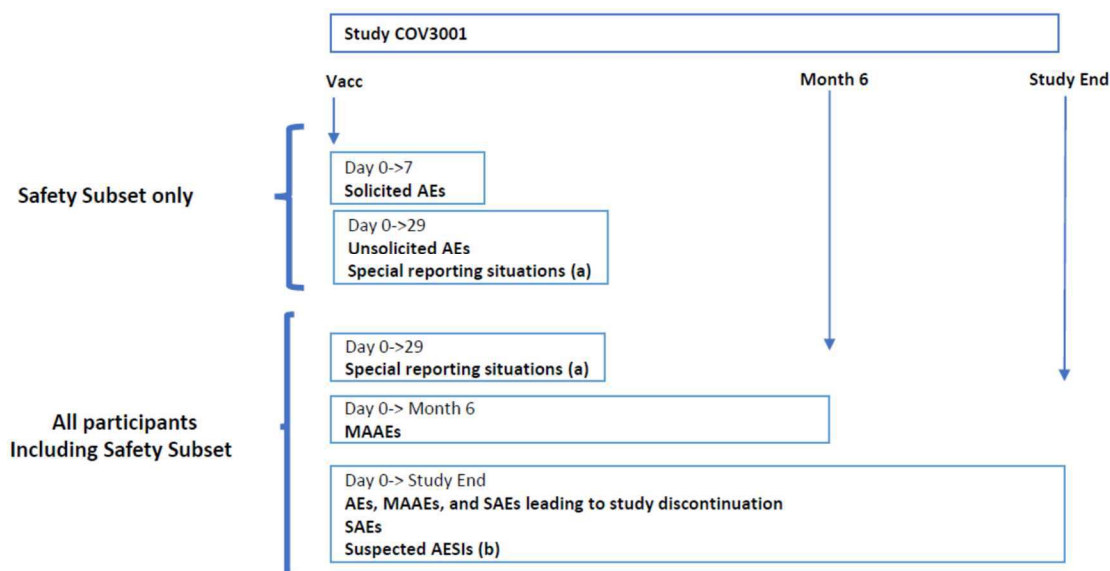 Study COV3001
Vacc
Month 6
Study End
Safety Subset only
Day 0->7
Solicited AEs
Day 0->29
Unsolicited AEs
Special reporting situations (a)
All participants
Including Safety Subset
Day 0->29
Special reporting situations (a)
Day 0-> Month 6
MAAEs
Day 0-> Study End
AEs, MAAEs, and SAEs leading to study discontinuation
SAEs
Suspected AESIs (b)